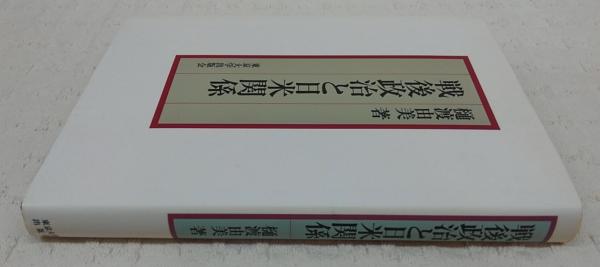 樋渡由美著
戦後政治と日米関係
東京大学出版会
戦後政治と日米関係
樋渡由美著